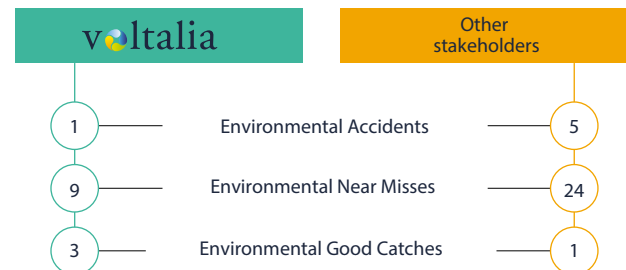 voltalia
Other
stakeholders
1 Environmental Accidents 5
9 Environmental Near Misses 24
3 Environmental Good Catches 1